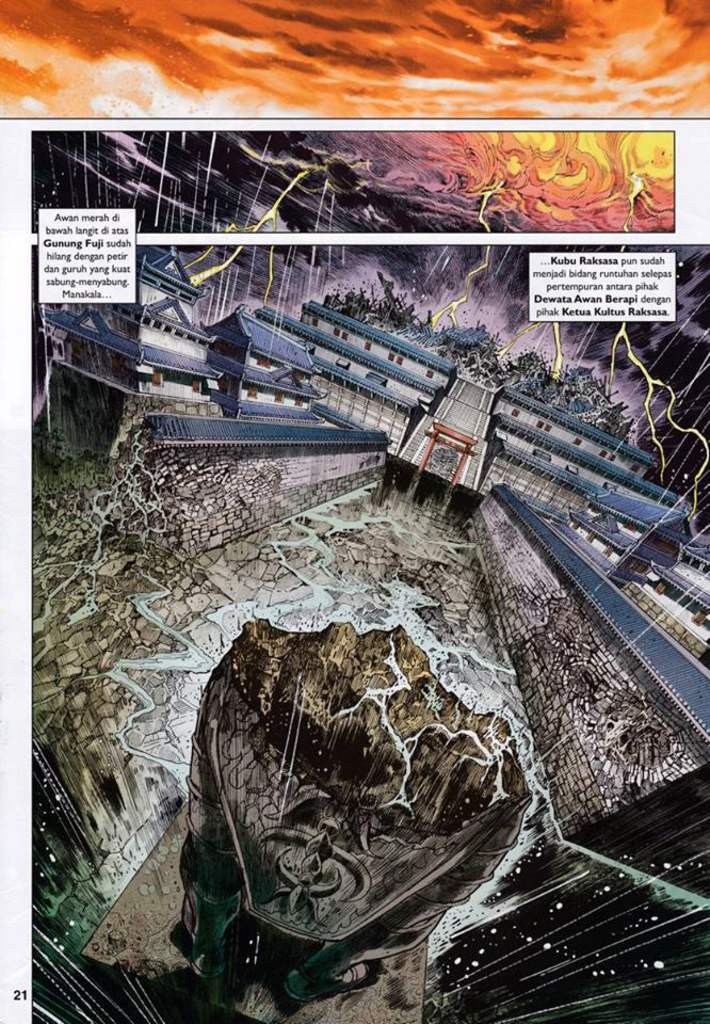 Awan merah di
bawah langit di atas
Gunung Fuji sudah
hilang dengan petir
dan guruh yang kuat
sabung-menyabung.
Manakala...
...Kubu Raksasa pun sudah
menjadi bidang runtuhan selepas
pertempuran antara pihak
Dewata Awan Berapi dengan
pihak Ketua Kultus Raksasa.
21